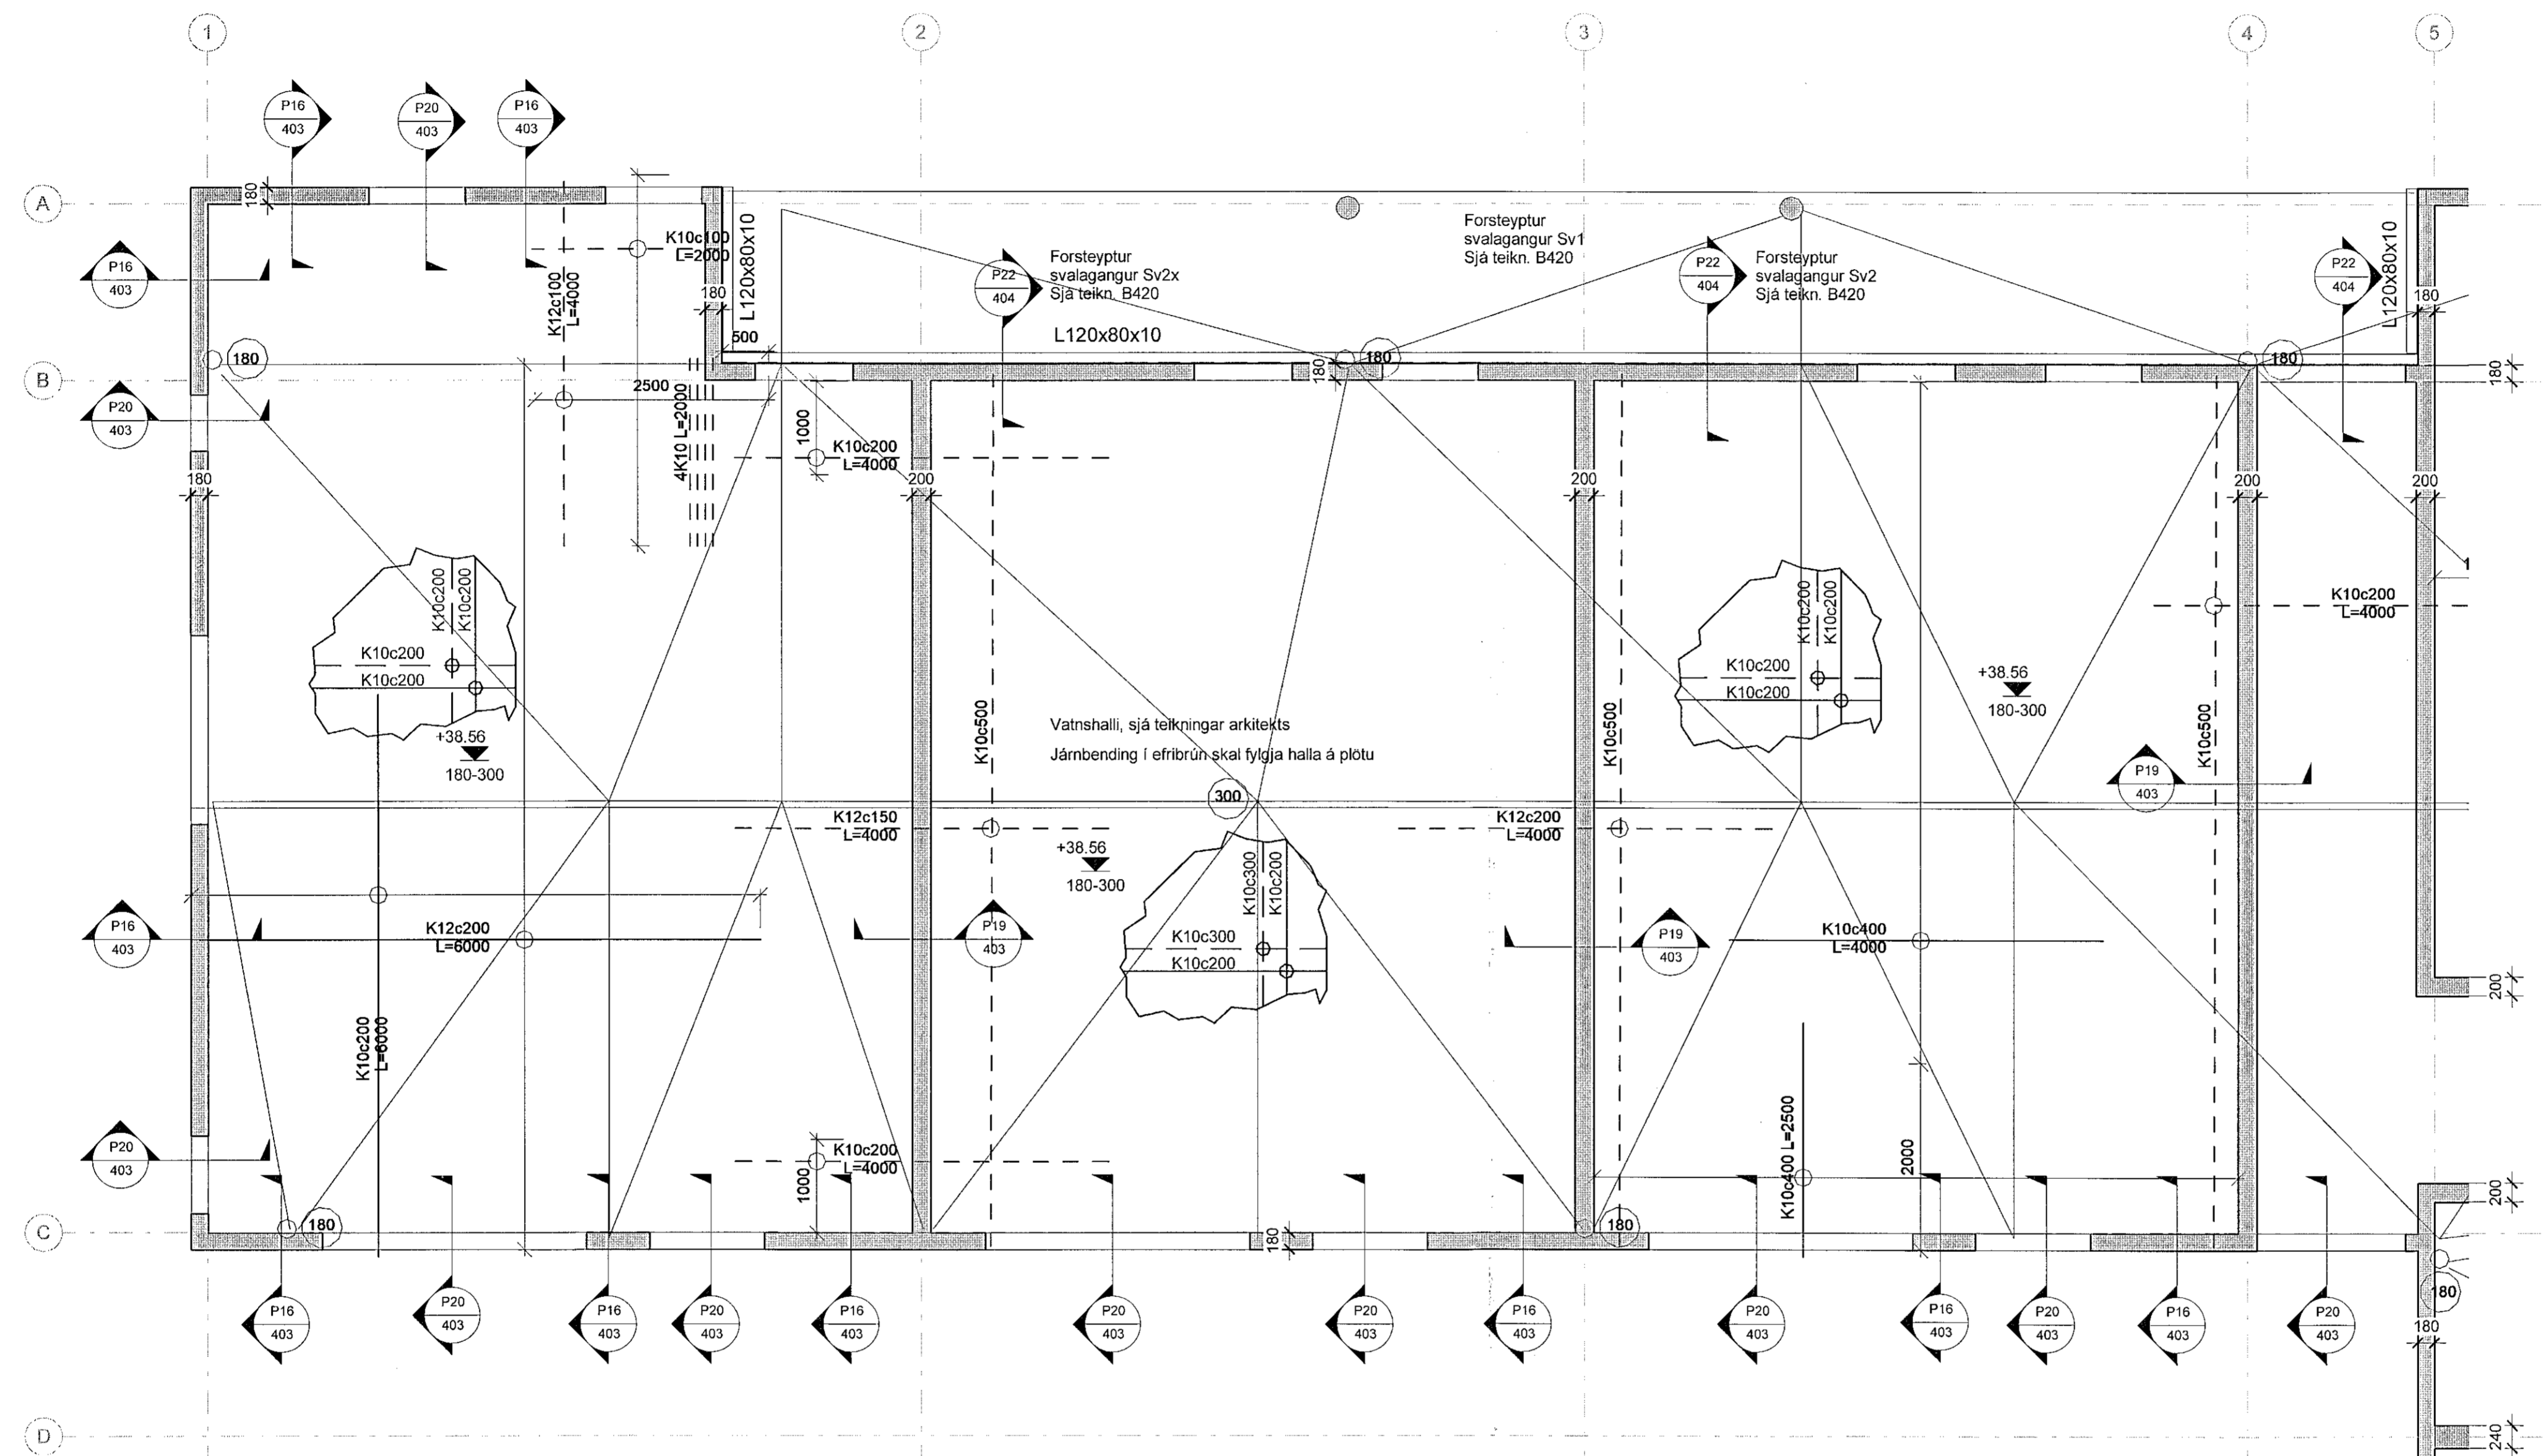 1
2
3
4
5
P16
403
P20
403
P16
403
A
180
K10c100
L=2000
L120x80x10
Forsteyptur
svalagangur Sv1
Sjá teikn. B420
P16
403
K12c100
L=4000
180
P22
404
Forsteyptur
svalagangur Sv2x
Sjá teikn. B420
P22
404
Forsteyptur
svalagangur Sv2
Sjá teikn. B420
P22
404
L120x80x10
180
500
L120x80x10
180
180
180
180
180
B
2500
P20
403
4K10 L=2000
1000
K10c200
L=4000
180
200
200
200
200
K10c200
K10c200
K10c200
K10c200
K10c200
K10c200
K10c200
K10c200
K10c200
L=4000
+38.56
180-300
K10c500
Vatnshalli, sjá teikningar arkitekts
Járnbending í efribrún skal fylgja halla á plötu
K10c500
+38.56
180-300
K10c500
P19
403
300
K12c150
L=4000
K12c200
L=4000
+38.56
180-300
K10c300
K10c200
K10c300
K10c200
P16
403
K12c200
L=6000
P19
403
P19
403
K10c400
L=4000
200
K10c200
L=6000
P20
403
1000
K10c200
L=4000
K10c400 L=2500
2000
200
C
180
180
180
180
180
P16
403
P20
403
P16
403
P20
403
P16
403
P20
403
P20
403
P16
403
P20
403
P16
403
P20
403
P16
403
P20
403
D
240